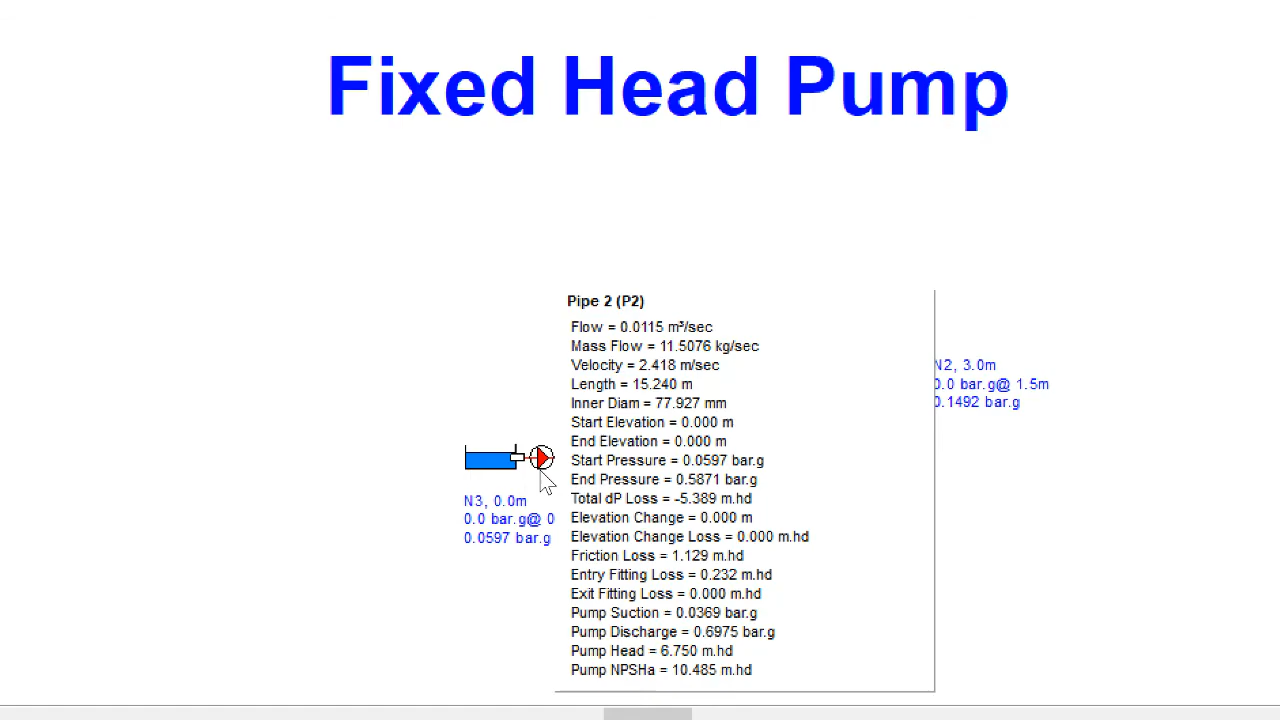 Fixed Head Pump
Pipe 2 (P2)
Flow = 0.0115 m³/sec
Mass Flow = 11.5076 kg/sec
Velocity = 2.418 m/sec
Length = 15.240 m
Inner Diam = 77.927 mm
Start Elevation = 0.000 m
End Elevation = 0.000 m
Start Pressure = 0.0597 bar.g
End Pressure = 0.5871 bar.g
Total dP Loss = -5.389 m.hd
Elevation Change = 0.000 m
Elevation Change Loss = 0.000 m.hd
Friction Loss = 1.129 m.hd
Entry Fitting Loss = 0.232 m.hd
Exit Fitting Loss = 0.000 m.hd
Pump Suction = 0.0369 bar.g
Pump Discharge = 0.6975 bar.g
Pump Head = 6.750 m.hd
Pump NPSHa = 10.485 m.hd
N2, 3.0m
0.0 bar.g@ 1.5m
0.1492 bar.g
N3, 0.0m
0.0 bar.g@ 0
0.0597 bar.g